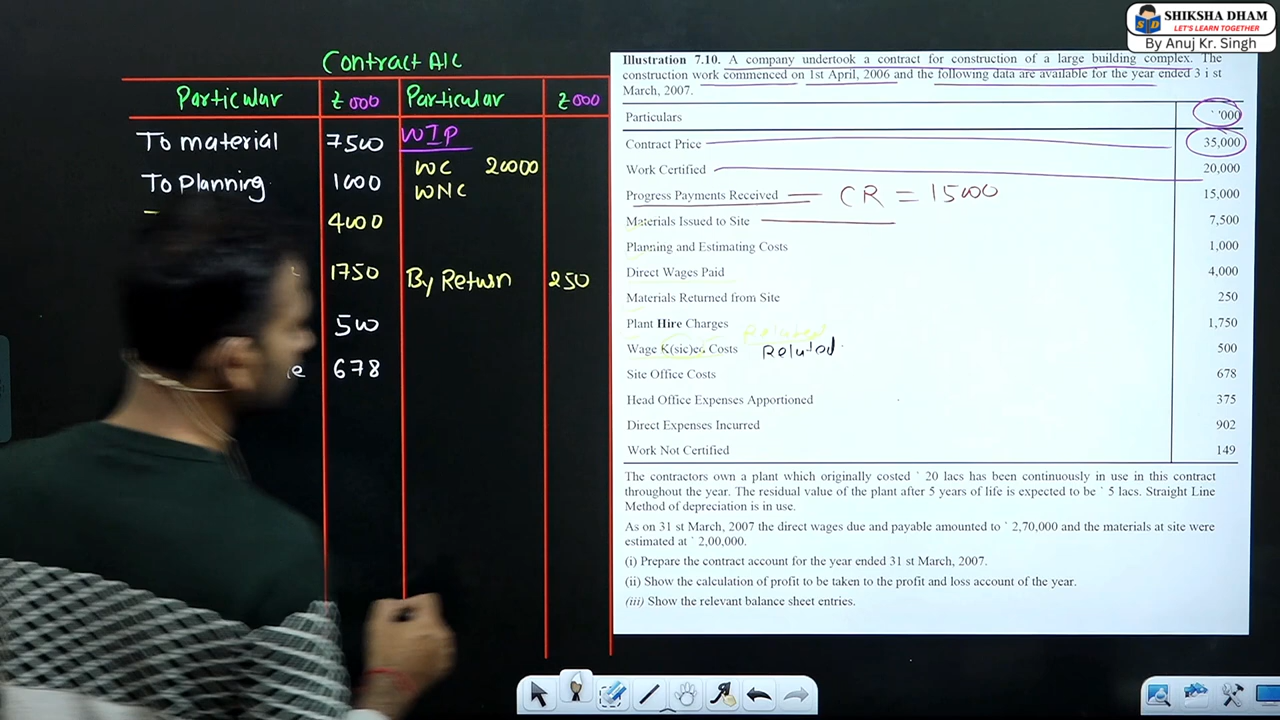 SHIKSHA DHAM
LET'S LEARN TOGETHER
By Anuj Kr. Singh
Contract A/C
Particular ₹000 Particular ₹000
To material 7500 WIP
WC 20000
To Planning 1000 WNC
4000
1750 By Return 250
500
678
Illustration 7.10. A company undertook a contract for construction of a large building complex. The
construction work commenced on 1st April, 2006 and the following data are available for the year ended 3 i st
March, 2007.
Particulars ` '000
Contract Price 35,000
Work Certified 20,000
Progress Payments Received CR = 15000 15,000
Materials Issued to Site 7,500
Planning and Estimating Costs 1,000
Direct Wages Paid 4,000
Materials Returned from Site 250
Plant Hire Charges 1,750
Related
Wage K(sic)ec Costs Related 500
Site Office Costs 678
Head Office Expenses Apportioned 375
Direct Expenses Incurred 902
Work Not Certified 149
The contractors own a plant which originally costed ` 20 lacs has been continuously in use in this contract
throughout the year. The residual value of the plant after 5 years of life is expected to be ` 5 lacs. Straight Line
Method of depreciation is in use.
As on 31 st March, 2007 the direct wages due and payable amounted to ` 2,70,000 and the materials at site were
estimated at ` 2,00,000.
(i) Prepare the contract account for the year ended 31 st March, 2007.
(ii) Show the calculation of profit to be taken to the profit and loss account of the year.
(iii) Show the relevant balance sheet entries.